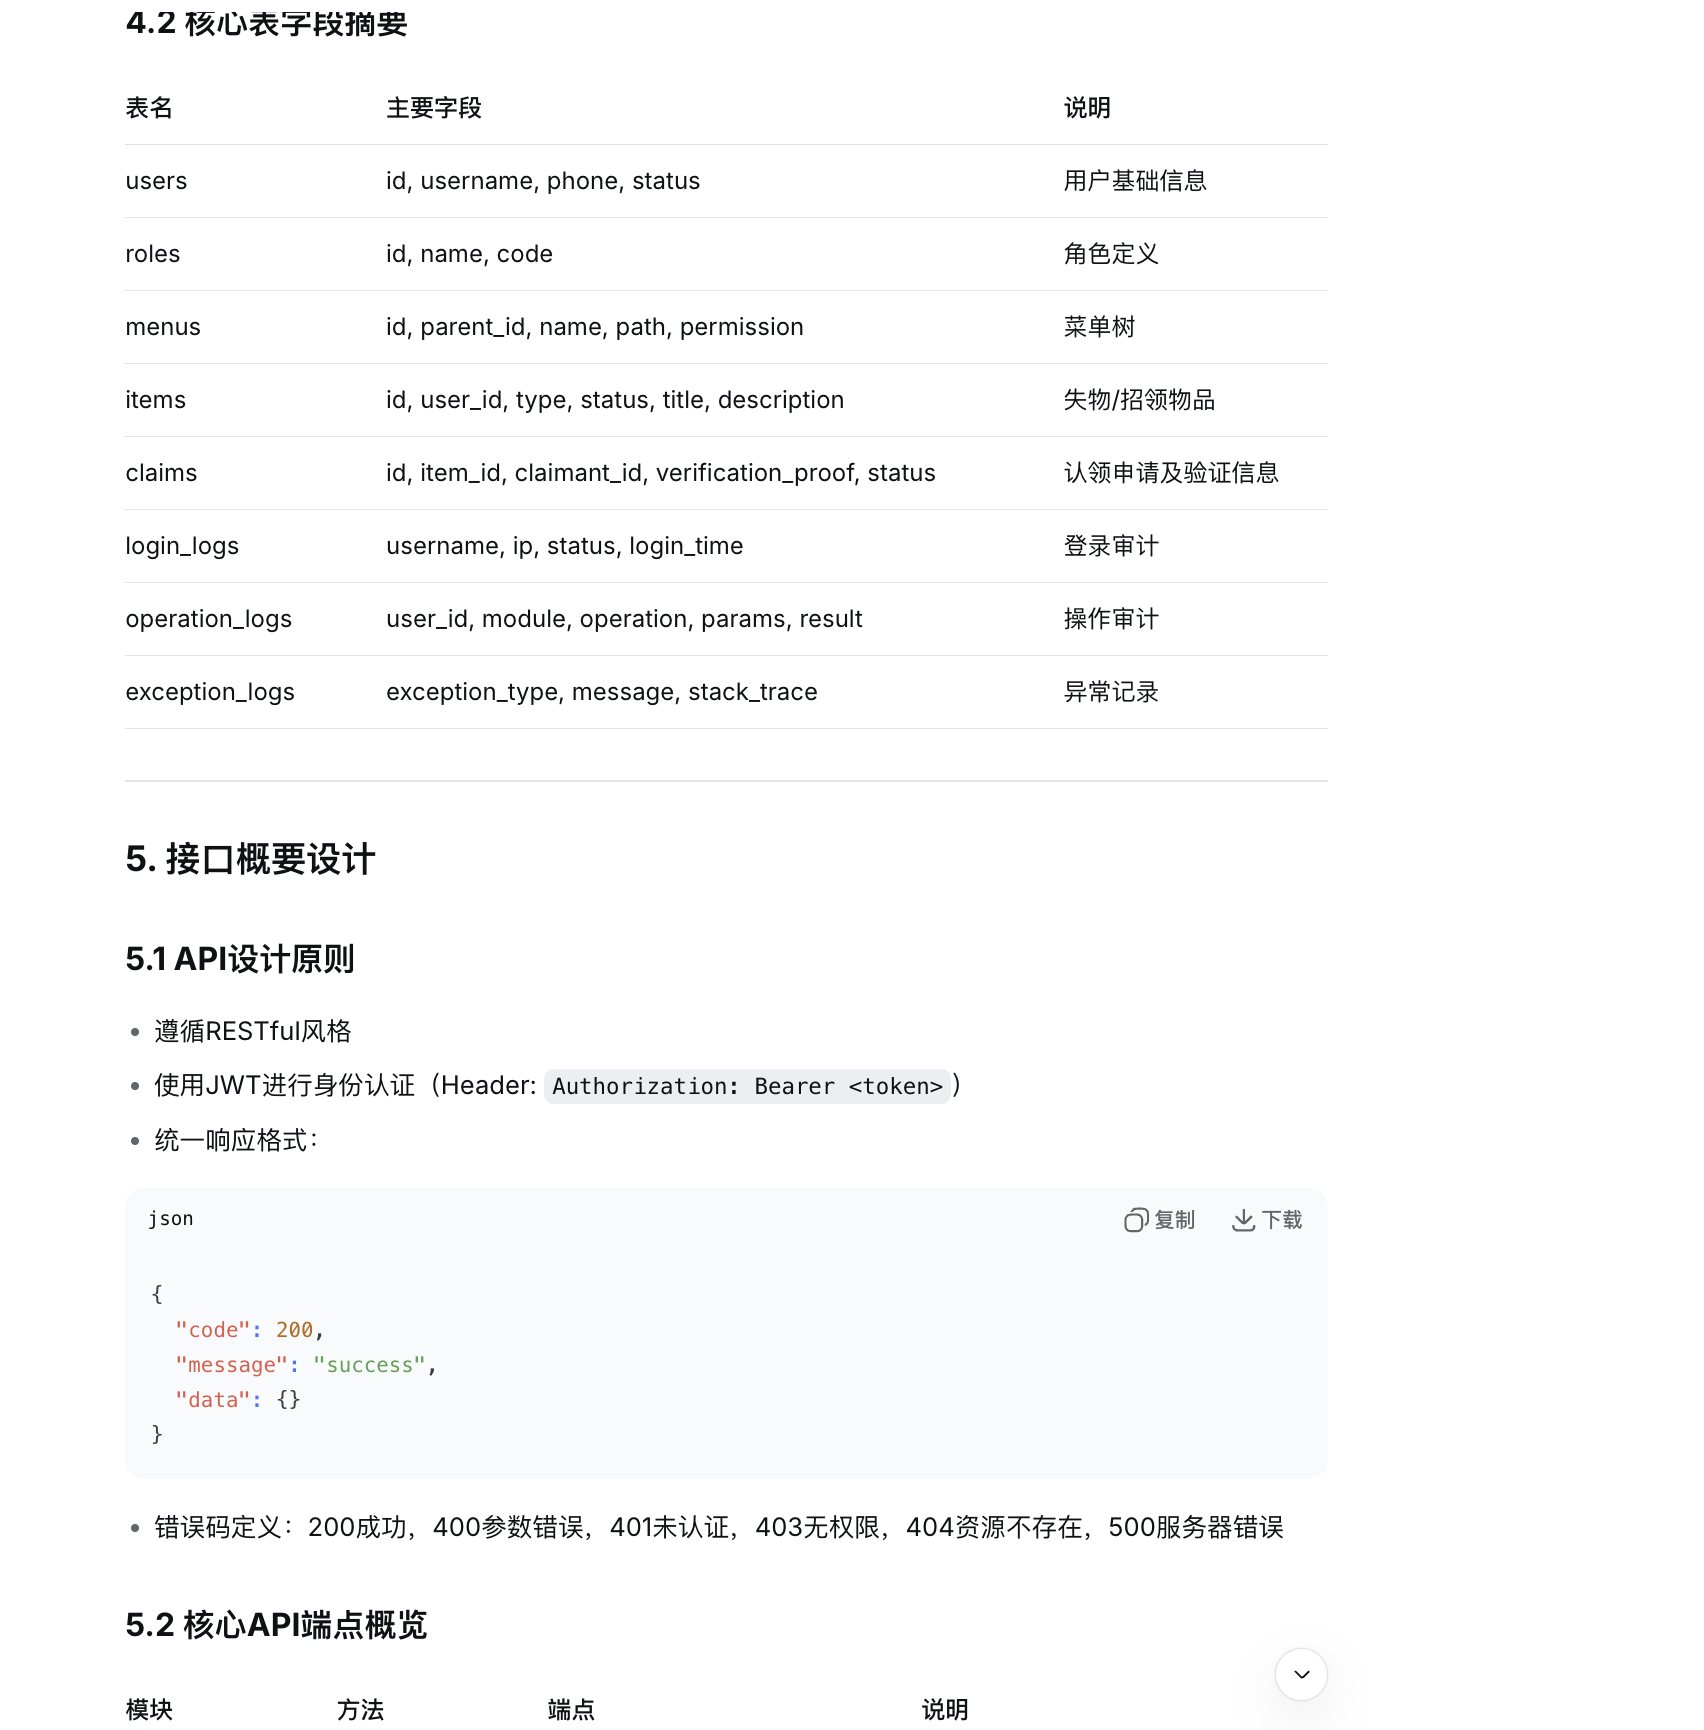 4.2 核心表字段摘要
表名 主要字段 说明
users id, username, phone, status 用户基础信息
roles id, name, code 角色定义
menus id, parent_id, name, path, permission 菜单树
items id, user_id, type, status, title, description 失物/招领物品
claims id, item_id, claimant_id, verification_proof, status 认领申请及验证信息
login_logs username, ip, status, login_time 登录审计
operation_logs user_id, module, operation, params, result 操作审计
exception_logs exception_type, message, stack_trace 异常记录
5. 接口概要设计
5.1 API设计原则
• 遵循RESTful风格
• 使用JWT进行身份认证（Header: Authorization: Bearer <token>）
• 统一响应格式：
json 复制 下载
{
"code": 200,
"message": "success",
"data": {}
}
• 错误码定义：200成功，400参数错误，401未认证，403无权限，404资源不存在，500服务器错误
5.2 核心API端点概览
模块 方法 端点 说明